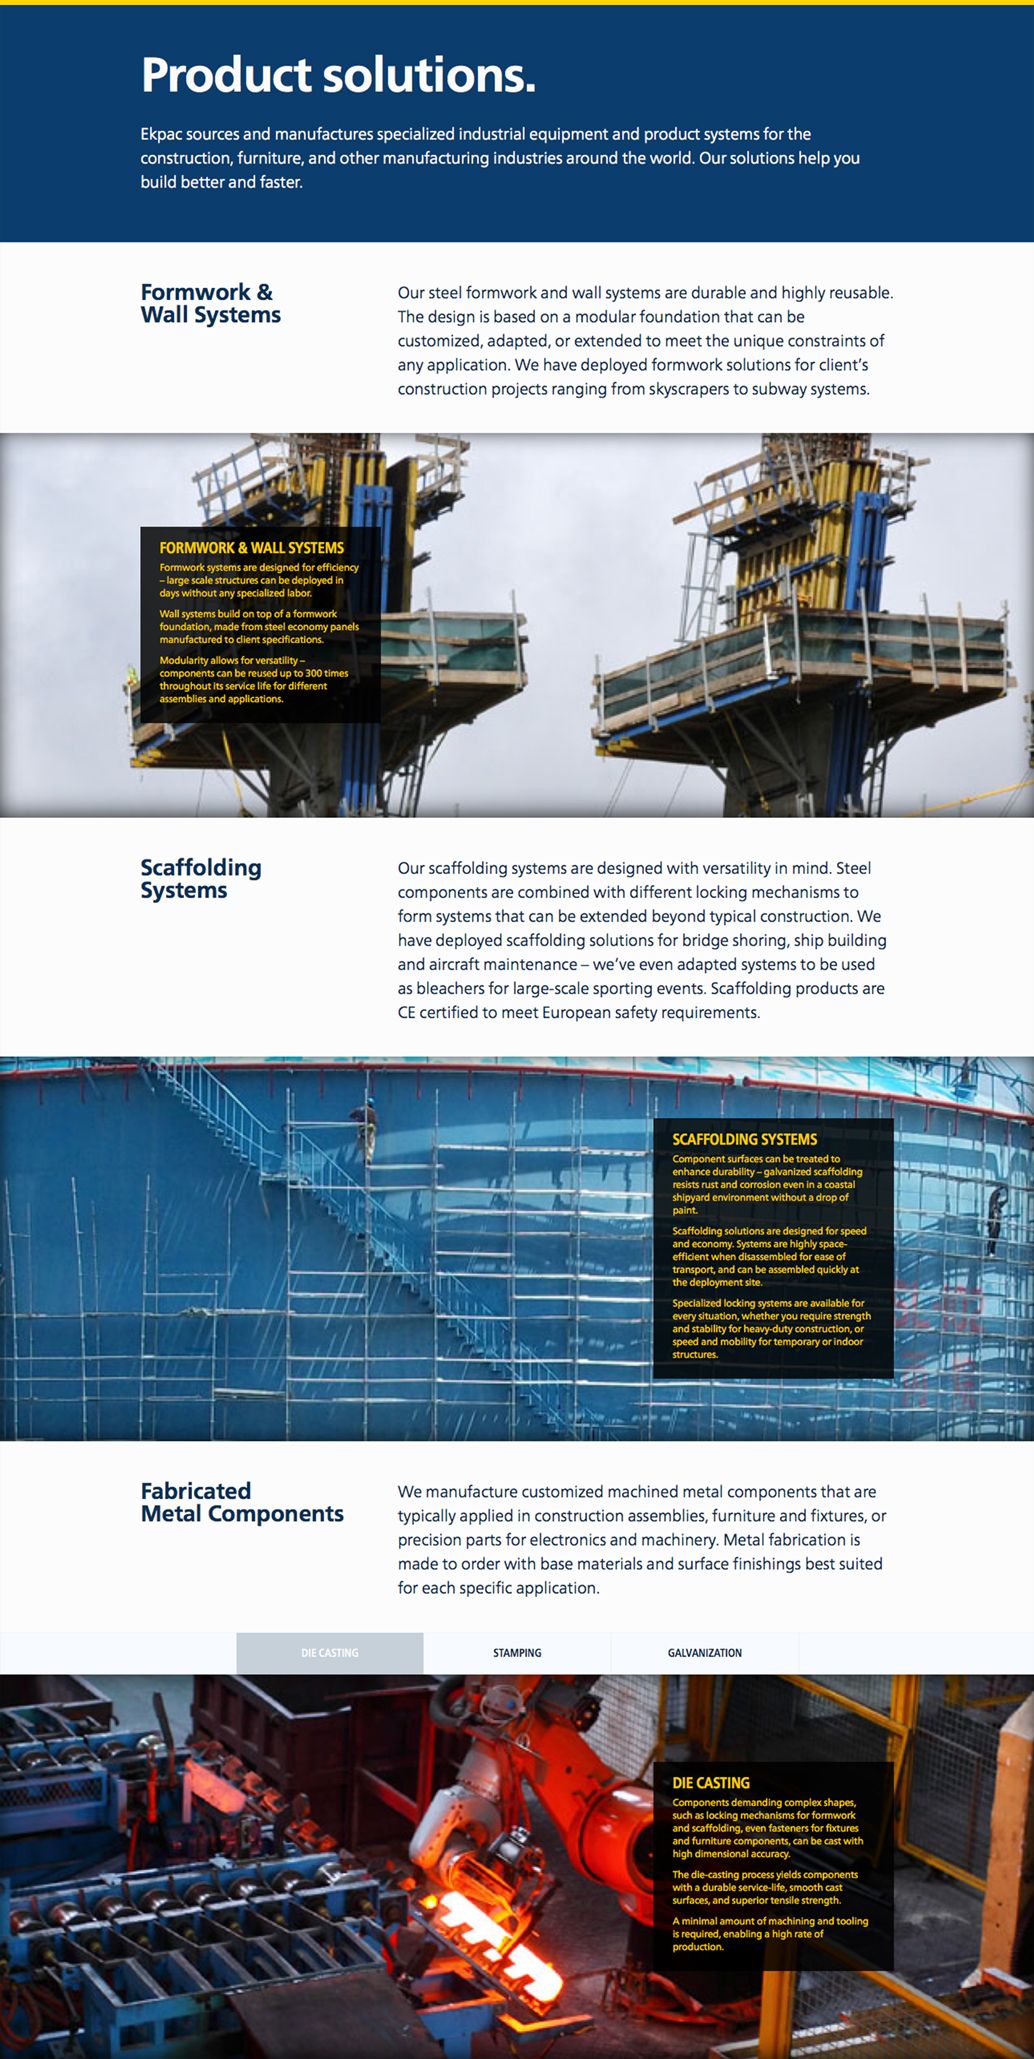 Product solutions.
Ekpac sources and manufactures specialized industrial equipment and product systems for the
construction, furniture, and other manufacturing industries around the world. Our solutions help you
build better and faster.
Formwork &
Wall Systems
Our steel formwork and wall systems are durable and highly reusable.
The design is based on a modular foundation that can be
customized, adapted, or extended to meet the unique constraints of
any application. We have deployed formwork solutions for client’s
construction projects ranging from skyscrapers to subway systems.
FORMWORK & WALL SYSTEMS
Formwork systems are designed for efficiency
– large scale structures can be deployed in
days without any specialized labor.
Wall systems build on top of a formwork
foundation, made from steel economy panels
manufactured to client specifications.
Modularity allows for versatility –
components can be reused up to 300 times
throughout its service life for different
assemblies and applications.
Scaffolding
Systems
Our scaffolding systems are designed with versatility in mind. Steel
components are combined with different locking mechanisms to
form systems that can be extended beyond typical construction. We
have deployed scaffolding solutions for bridge shoring, ship building
and aircraft maintenance – we’ve even adapted systems to be used
as bleachers for large-scale sporting events. Scaffolding products are
CE certified to meet European safety requirements.
SCAFFOLDING SYSTEMS
Component surfaces can be treated to
enhance durability – galvanized scaffolding
resists rust and corrosion even in a coastal
shipyard environment without a drop of
paint.
Scaffolding solutions are designed for speed
and economy. Systems are highly space-
efficient when disassembled for ease of
transport, and can be assembled quickly at
the deployment site.
Specialized locking systems are available for
every situation, whether you require strength
and stability for heavy-duty construction, or
speed and mobility for temporary or indoor
structures.
Fabricated
Metal Components
We manufacture customized machined metal components that are
typically applied in construction assemblies, furniture and fixtures, or
precision parts for electronics and machinery. Metal fabrication is
made to order with base materials and surface finishings best suited
for each specific application.
DIE CASTING
STAMPING
GALVANIZATION
DIE CASTING
Components demanding complex shapes,
such as locking mechanisms for formwork
and scaffolding, even fasteners for fixtures
and furniture components, can be cast with
high dimensional accuracy.
The die-casting process yields components
with a durable service-life, smooth cast
surfaces, and superior tensile strength.
A minimal amount of machining and tooling
is required, enabling a high rate of
production.